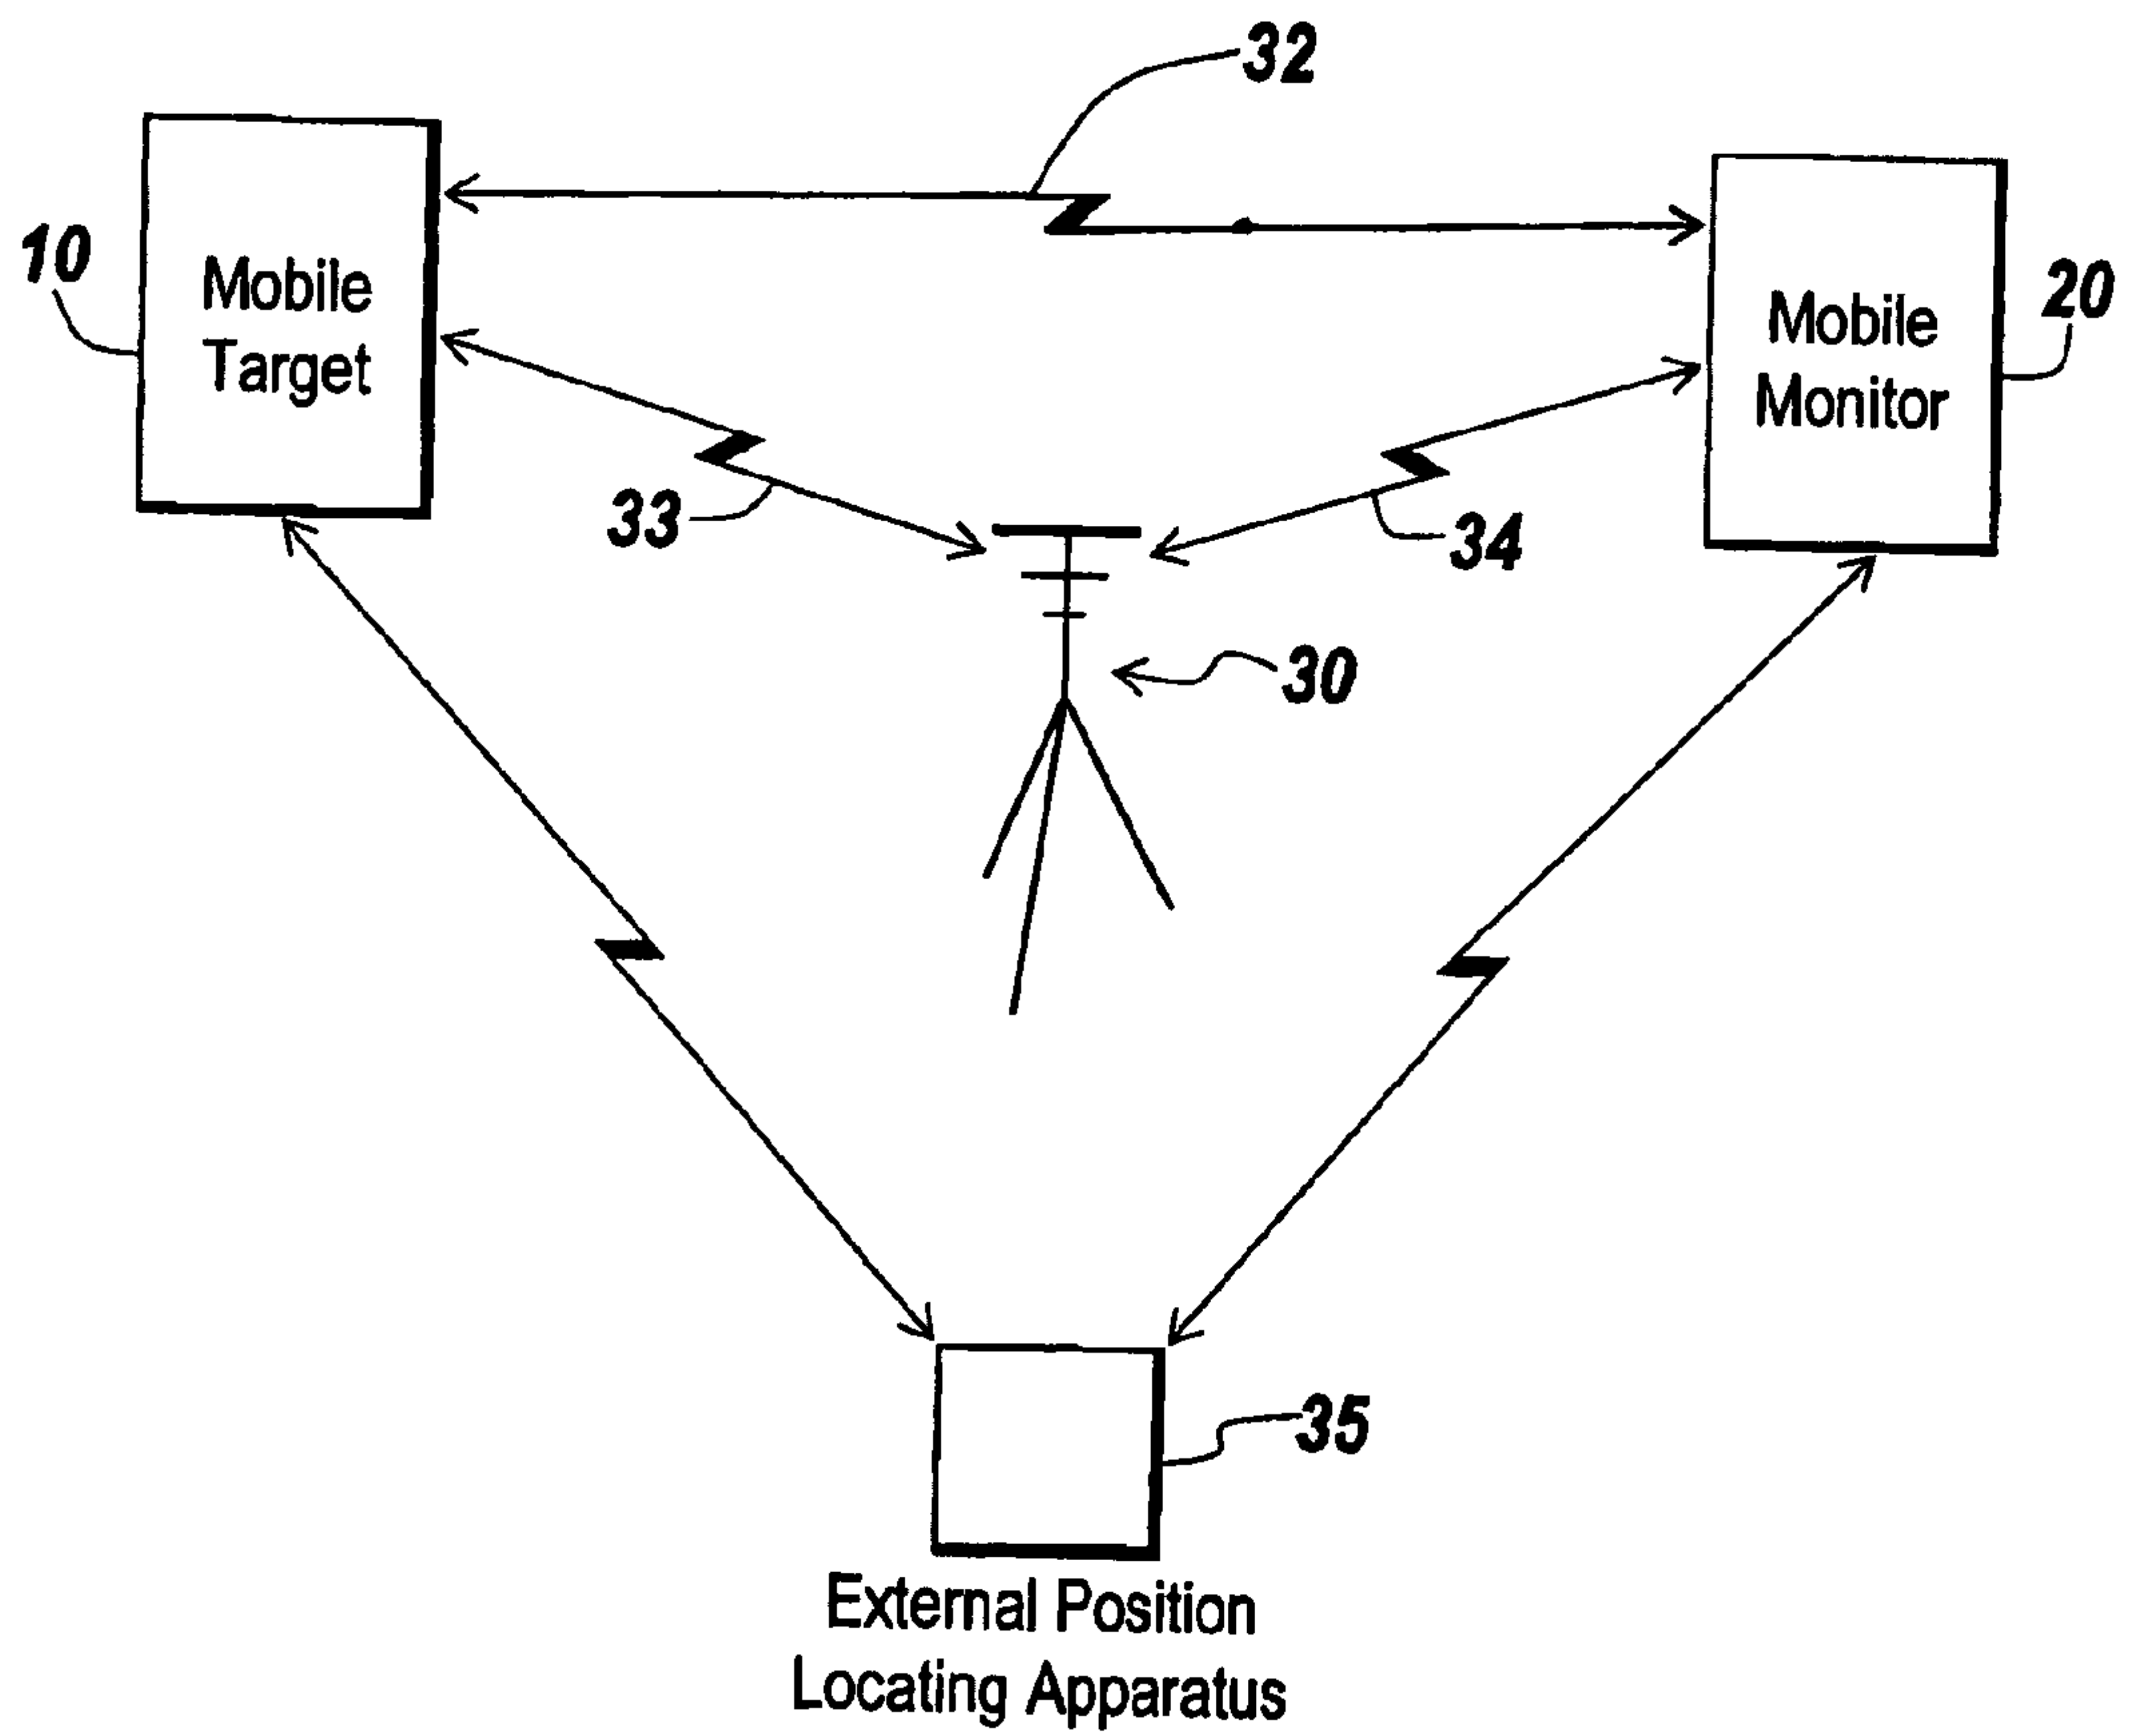 32
10
Mobile
Target
20
Mobile
Monitor
33
34
30
35
External Position
Locating Apparatus